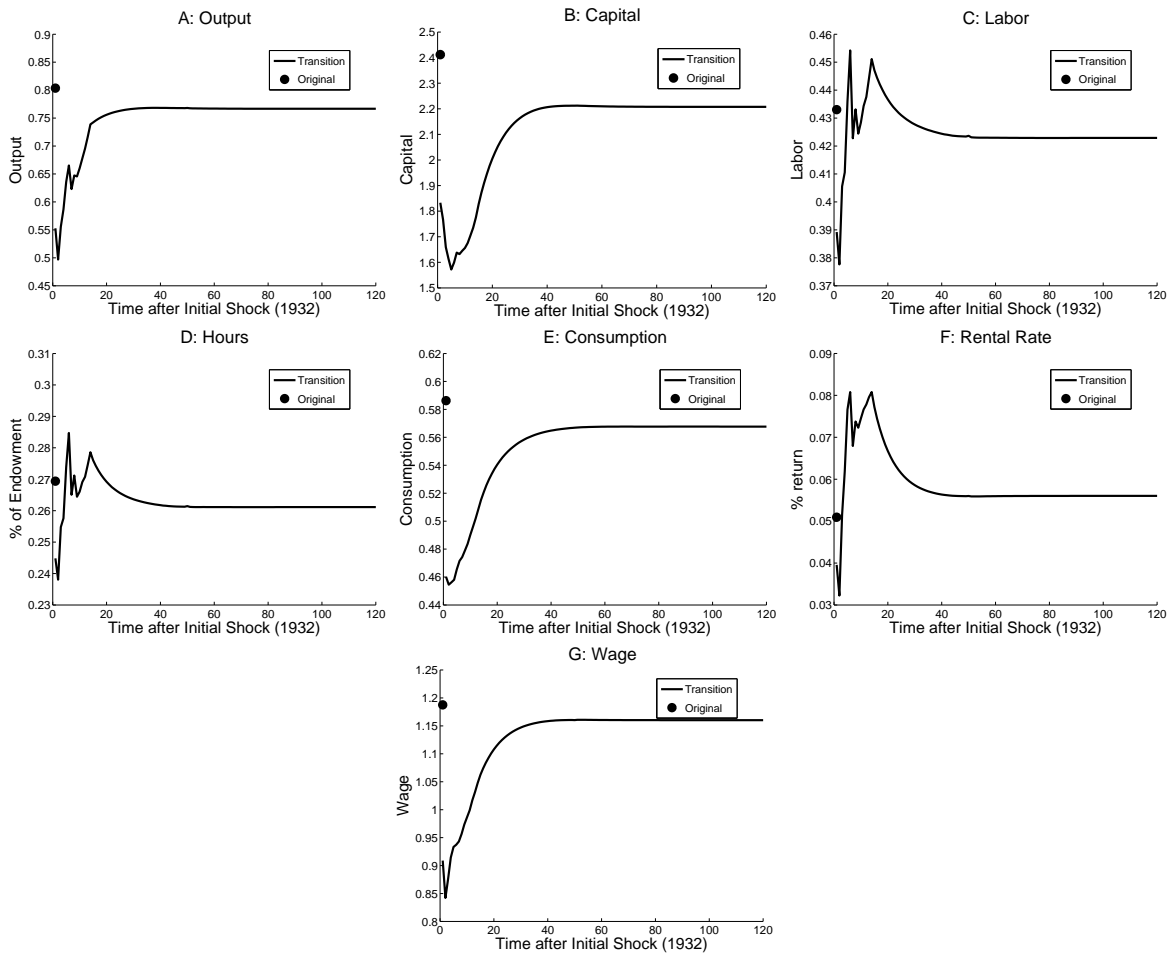 A: Output
0.9
0.85
0.8
0.75
0.7
0.65
0.6
0.55
0.5
0.45
Output
0 20 40 60 80 100 120
Time after Initial Shock (1932)
Transition
Original
B: Capital
2.5
2.4
2.3
2.2
2.1
2
1.9
1.8
1.7
1.6
1.5
Capital
0 20 40 60 80 100 120
Time after Initial Shock (1932)
Transition
Original
C: Labor
0.46
0.45
0.44
0.43
0.42
0.41
0.4
0.39
0.38
0.37
Labor
0 20 40 60 80 100 120
Time after Initial Shock (1932)
Transition
Original
D: Hours
0.31
0.3
0.29
0.28
0.27
0.26
0.25
0.24
0.23
% of Endowment
0 20 40 60 80 100 120
Time after Initial Shock (1932)
Transition
Original
E: Consumption
0.62
0.6
0.58
0.56
0.54
0.52
0.5
0.48
0.46
0.44
Consumption
0 20 40 60 80 100 120
Time after Initial Shock (1932)
Transition
Original
F: Rental Rate
0.09
0.08
0.07
0.06
0.05
0.04
0.03
% return
0 20 40 60 80 100 120
Time after Initial Shock (1932)
Transition
Original
G: Wage
1.25
1.2
1.15
1.1
1.05
1
0.95
0.9
0.85
0.8
Wage
0 20 40 60 80 100 120
Time after Initial Shock (1932)
Transition
Original